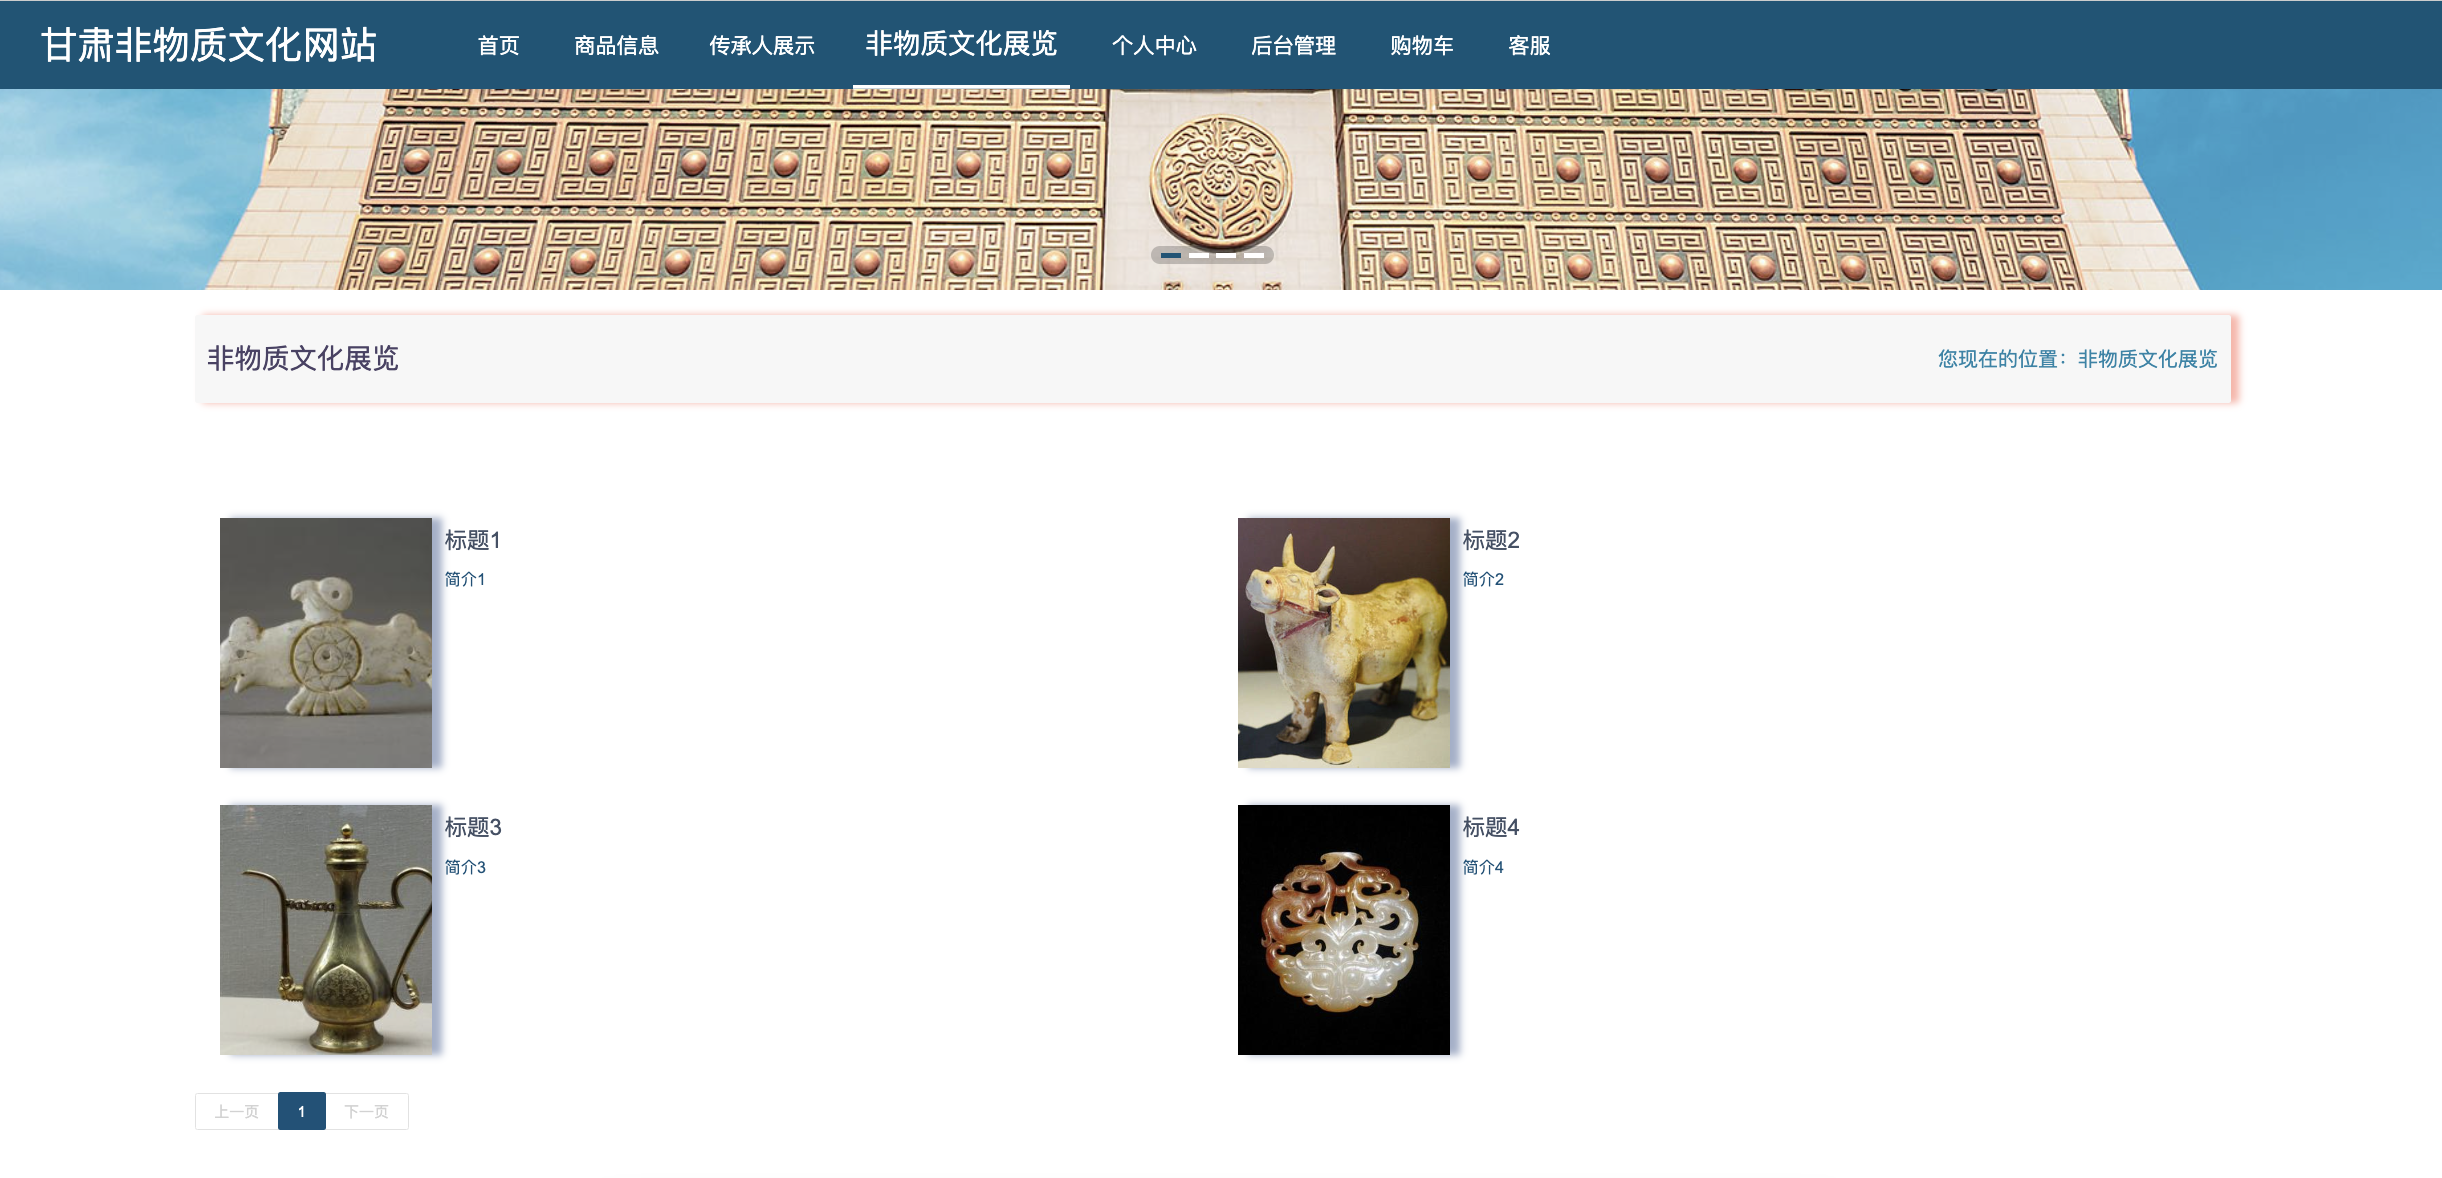 甘肃非物质文化网站 首页 商品信息 传承人展示 非物质文化展览 个人中心 后台管理 购物车 客服
非物质文化展览 您现在的位置：非物质文化展览
标题1
简介1
标题2
简介2
标题3
简介3
标题4
简介4
上一页 1 下一页